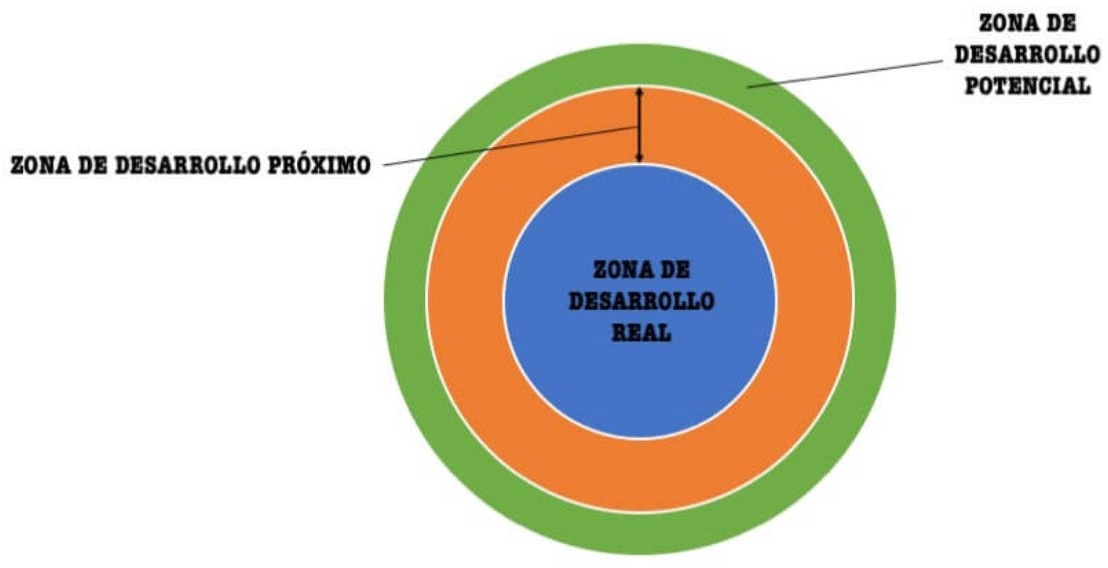 ZONA DE
DESARROLLO
POTENCIAL
ZONA DE DESARROLLO PRÓXIMO
ZONA DE
DESARROLLO
REAL